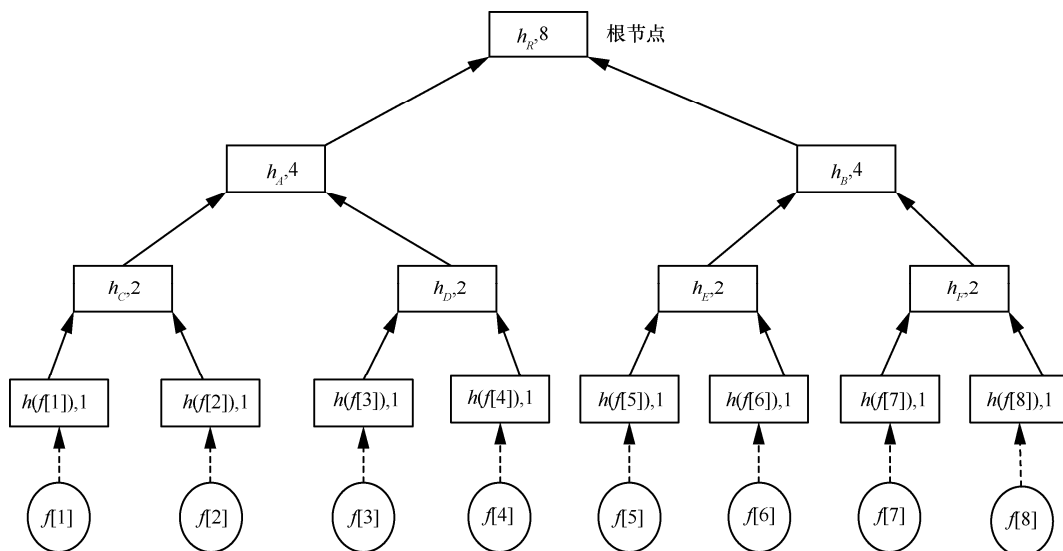 h_R,8 根节点
h_A,4 h_B,4
h_C,2 h_D,2 h_E,2 h_F,2
h(f[1]),1 h(f[2]),1 h(f[3]),1 h(f[4]),1 h(f[5]),1 h(f[6]),1 h(f[7]),1 h(f[8]),1
f[1] f[2] f[3] f[4] f[5] f[6] f[7] f[8]